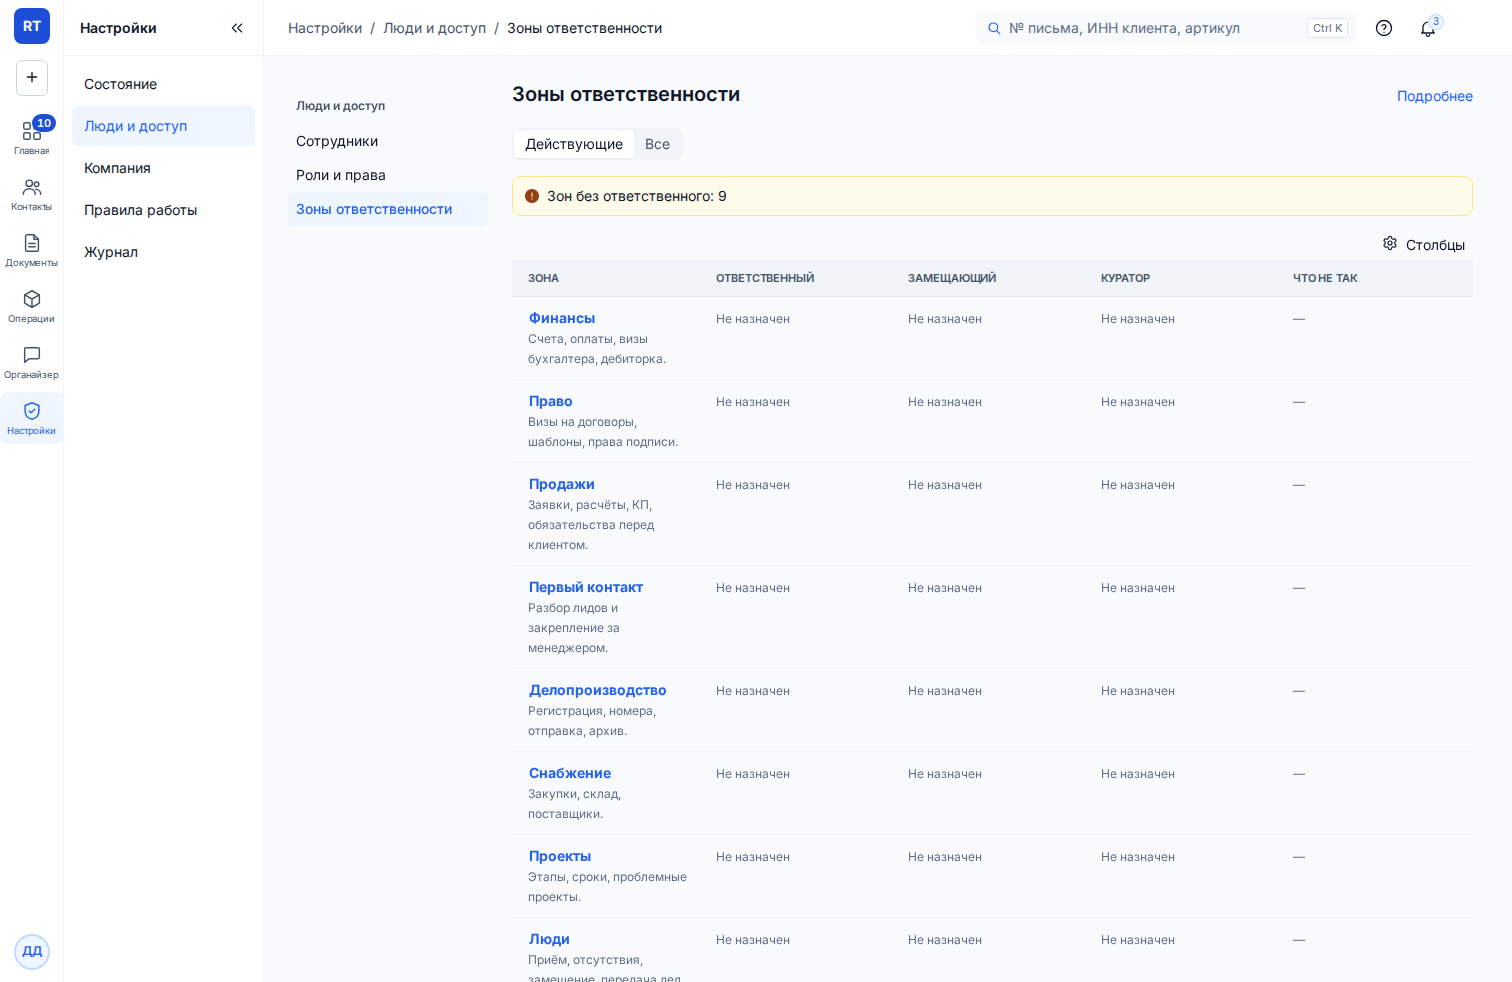 RT
Настройки
Настройки / Люди и доступ / Зоны ответственности
№ письма, ИНН клиента, артикул
Ctrl K
3
10
Главная
Контакты
Документы
Операции
Органайзер
Настройки
ДД
Состояние
Люди и доступ
Компания
Правила работы
Журнал
Люди и доступ
Сотрудники
Роли и права
Зоны ответственности
Зоны ответственности
Подробнее
Действующие Все
Зон без ответственного: 9
Столбцы
ЗОНА ОТВЕТСТВЕННЫЙ ЗАМЕЩАЮЩИЙ КУРАТОР ЧТО НЕ ТАК
Финансы Не назначен Не назначен Не назначен —
Счета, оплаты, визы
бухгалтера, дебиторка.
Право Не назначен Не назначен Не назначен —
Визы на договоры,
шаблоны, права подписи.
Продажи Не назначен Не назначен Не назначен —
Заявки, расчёты, КП,
обязательства перед
клиентом.
Первый контакт Не назначен Не назначен Не назначен —
Разбор лидов и
закрепление за
менеджером.
Делопроизводство Не назначен Не назначен Не назначен —
Регистрация, номера,
отправка, архив.
Снабжение Не назначен Не назначен Не назначен —
Закупки, склад,
поставщики.
Проекты Не назначен Не назначен Не назначен —
Этапы, сроки, проблемные
проекты.
Люди Не назначен Не назначен Не назначен —
Приём, отсутствия,
замещение, передача дел